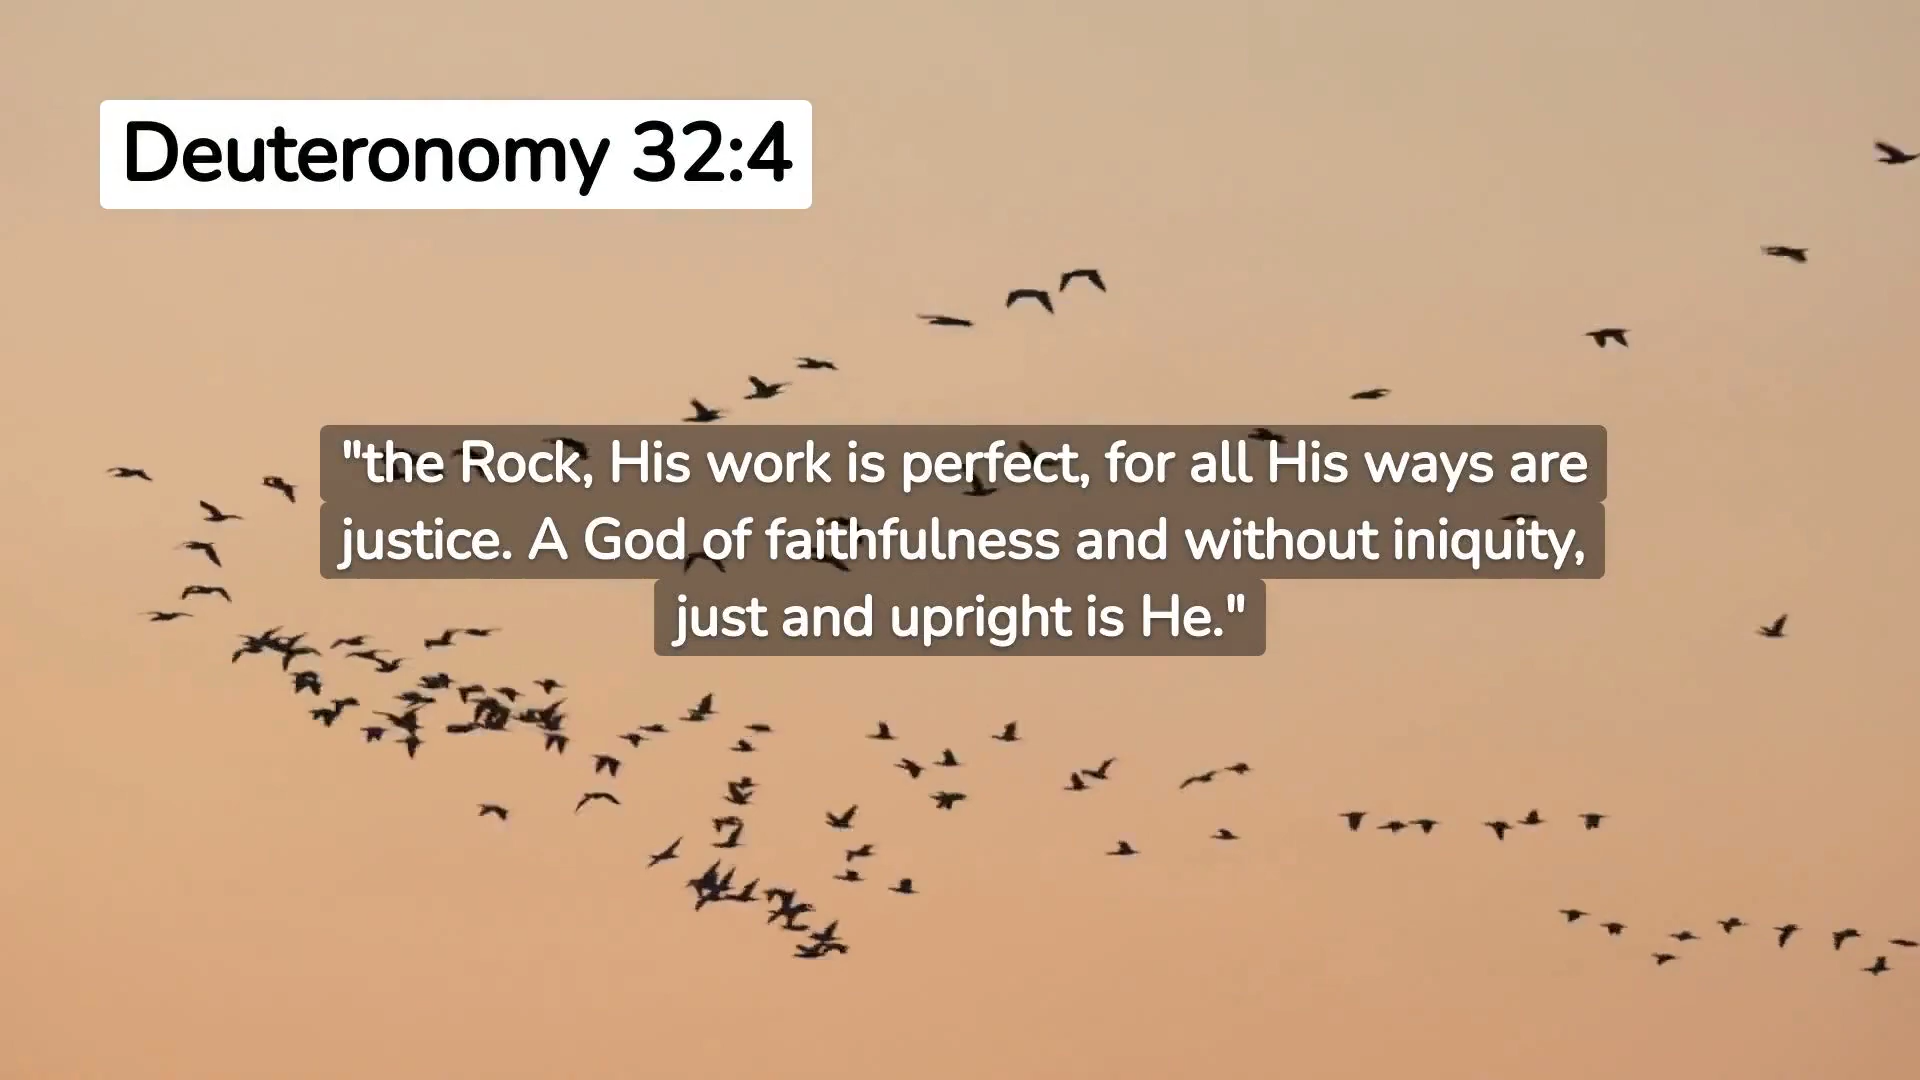 Deuteronomy 32:4
"the Rock, His work is perfect, for all His ways are
justice. A God of faithfulness and without iniquity,
just and upright is He."